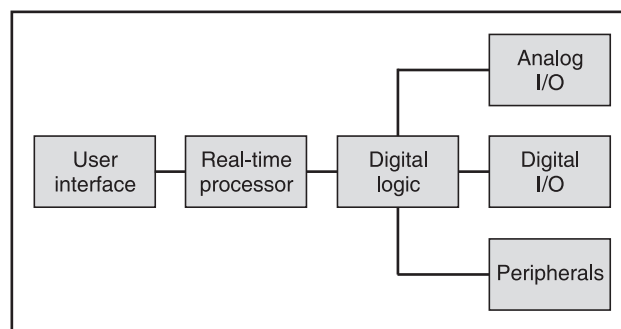 Analog
I/O
User
interface
Real-time
processor
Digital
logic
Digital
I/O
Peripherals